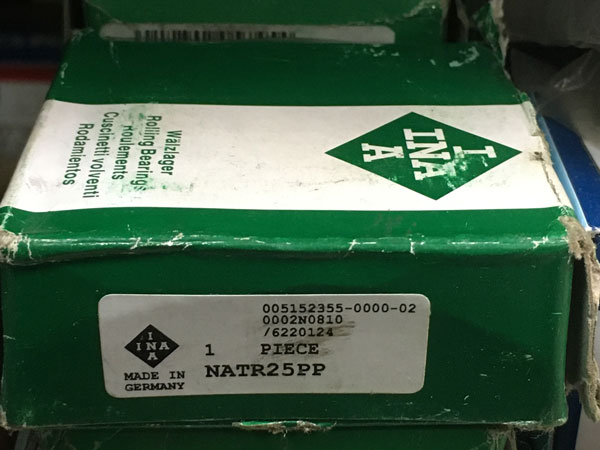 Wälzlager
Rolling Bearings
Roulements
Cuscinetti volventi
Rodamientos
I
INA
A
005152355-0000-02
0002N0810
/6220124
1 PIECE
NATR25PP
I
INA
A
MADE IN
GERMANY